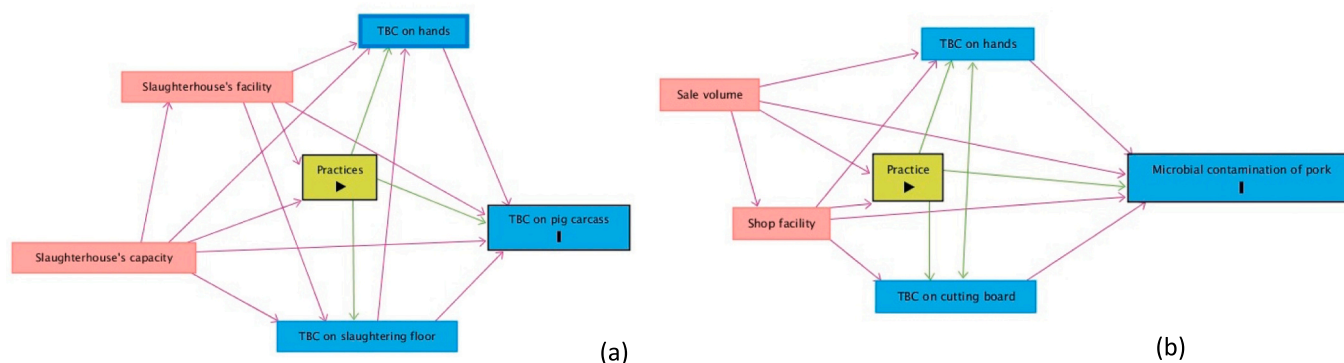 TBC on hands
Slaughterhouse's facility
Practices
TBC on pig carcass
Slaughterhouse's capacity
TBC on slaughtering floor
(a)
TBC on hands
Sale volume
Practice
Microbial contamination of pork
Shop facility
TBC on cutting board
(b)